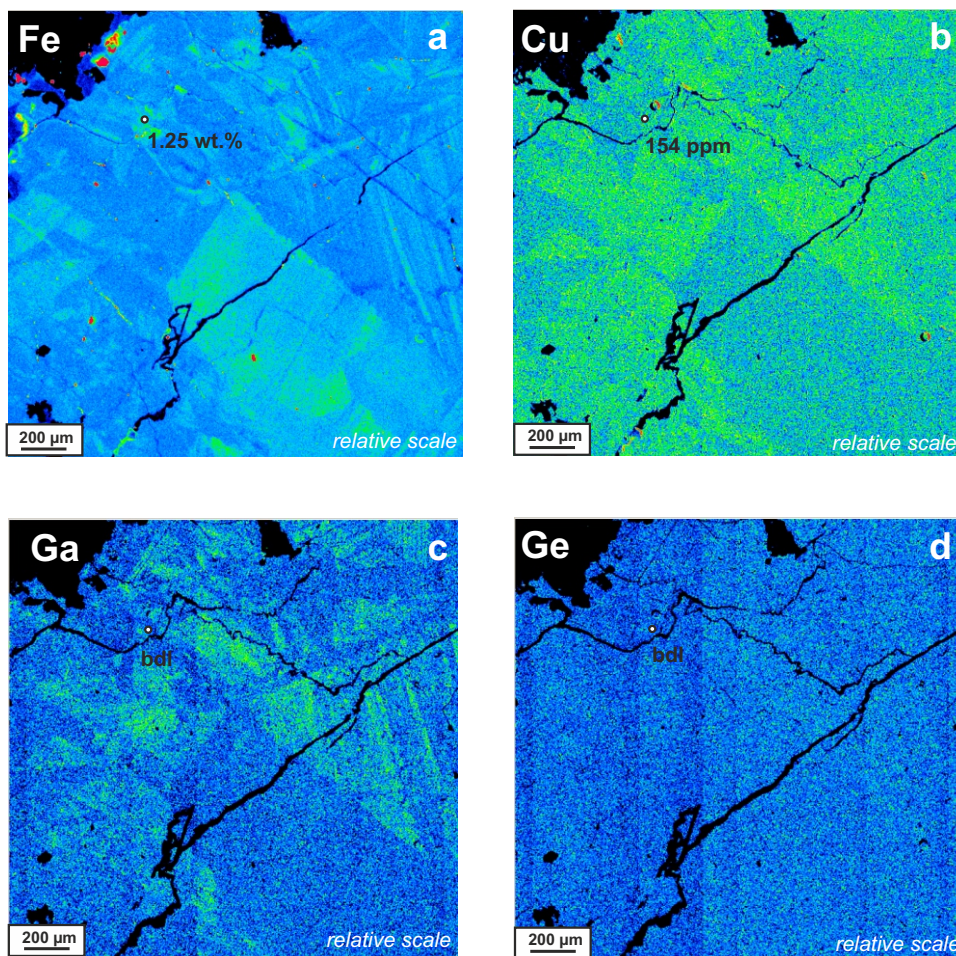 Fe
a
1.25 wt.%
200 µm
relative scale
Cu
b
154 ppm
200 µm
relative scale
Ga
c
bdl
200 µm
relative scale
Ge
d
bdl
200 µm
relative scale